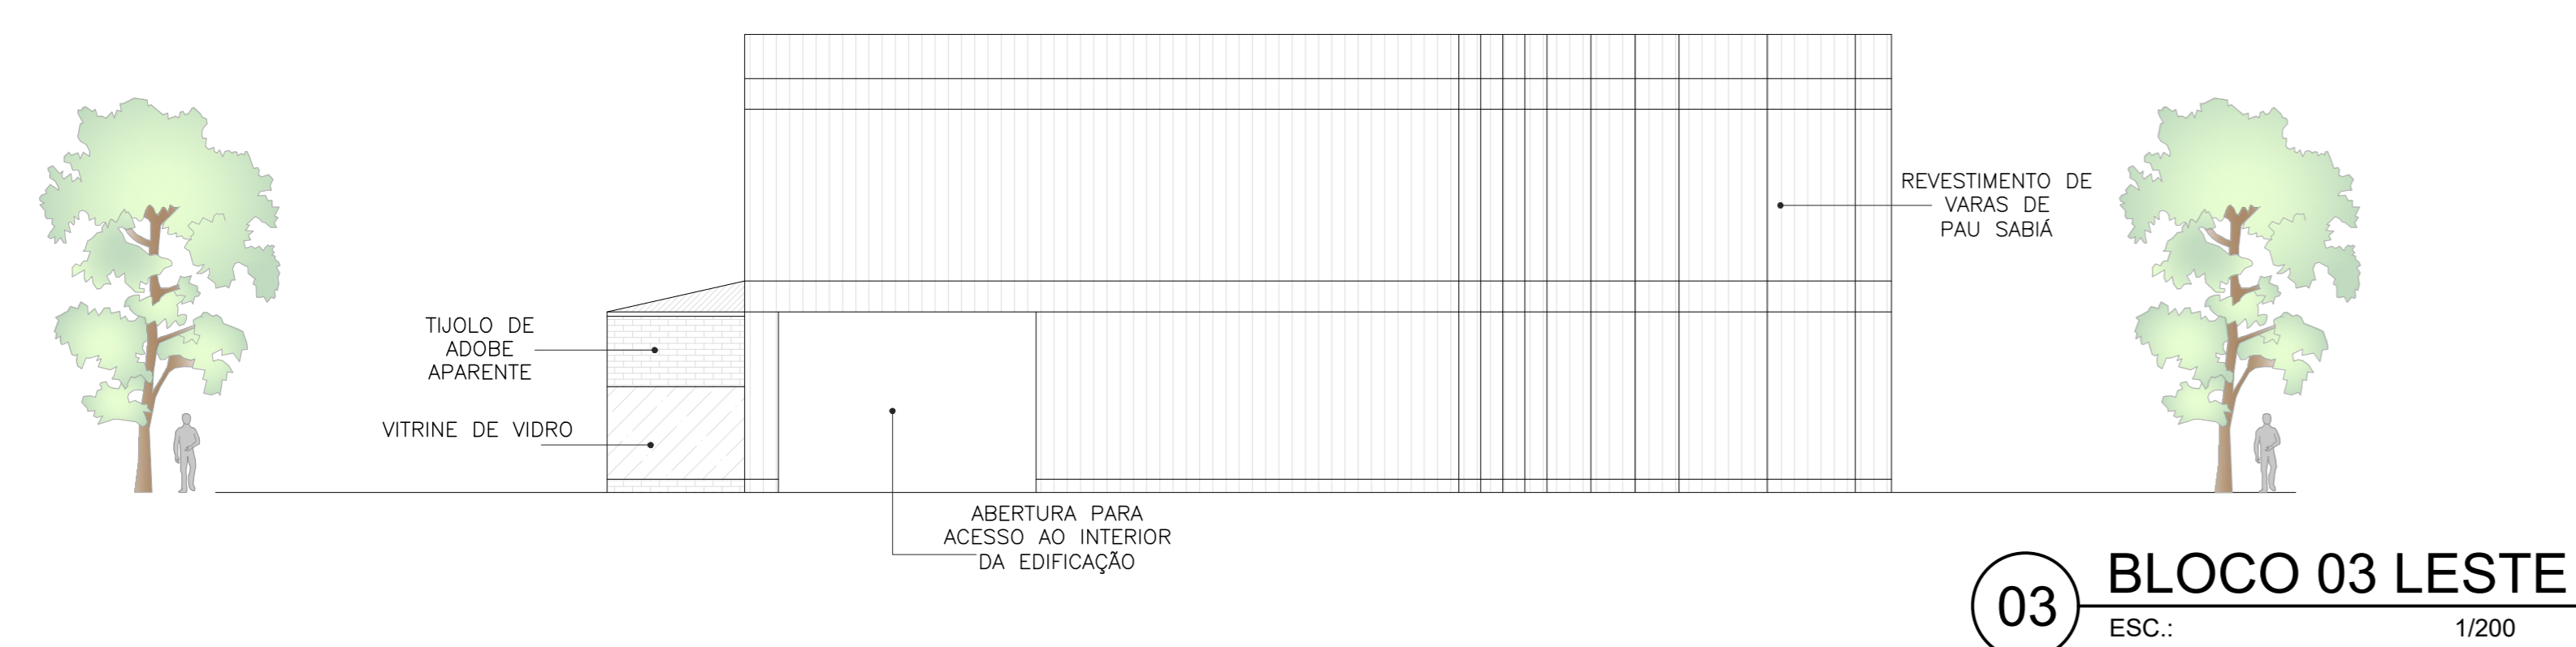 REVESTIMENTO DE
VARAS DE
PAU SABIÁ
TIJOLO DE
ADOBE
APARENTE
VITRINE DE VIDRO
ABERTURA PARA
ACESSO AO INTERIOR
DA EDIFICAÇÃO
03
BLOCO 03 LESTE
ESC.: 1/200